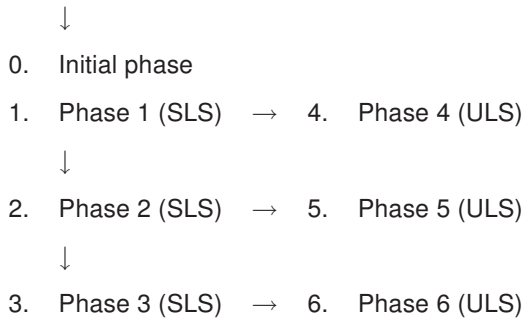 ↓
0. Initial phase
1. Phase 1 (SLS) → 4. Phase 4 (ULS)
↓
2. Phase 2 (SLS) → 5. Phase 5 (ULS)
↓
3. Phase 3 (SLS) → 6. Phase 6 (ULS)